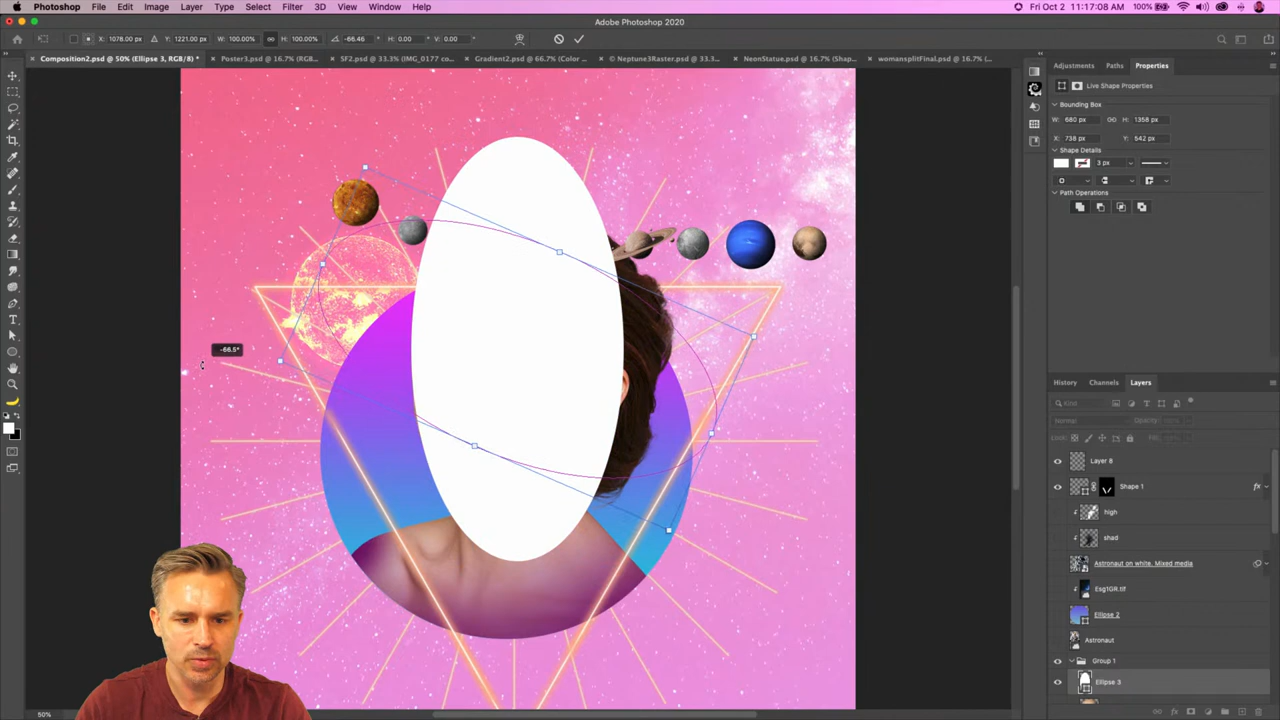 Photoshop File Edit Image Layer Type Select Filter 3D View Window Help 100% Fri Oct 2 11:17:08 AM
Adobe Photoshop 2020
X: 1078.00 px Y: 1221.00 px W: 100.00% H: 100.00% -66.46 ° H: 0.00 ° V: 0.00 °
Composition2.psd @ 50% (Ellipse 3, RGB/8) * Poster3.psd @ 16.7% (RGB... SF2.psd @ 33.3% (IMG_0177 co... Gradient2.psd @ 66.7% (Color ... © Neptune3Raster @ 33.3... NeonStatue.psd @ 16.7% (Shap... womansplitFinal.psd @ 16.7% (...
Adjustments Paths Properties
Live Shape Properties
Bounding Box
W: 680 px H: 1358 px
X: 738 px Y: 542 px
Shape Details
3 px
Path Operations
-66.5°
History Channels Layers
Kind
Normal Opacity:
Lock: Fill:
Layer 8
Shape 1 fx
high
shad
Astronaut on white. Mixed media
Esg1GR.tif
Ellipse 2
Astronaut
Group 1
Ellipse 3
50%